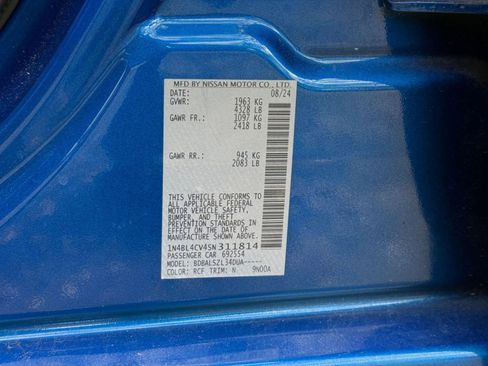 MFD BY NISSAN MOTOR CO., LTD.
DATE: 08/24
GVWR: 1963 KG
4328 LB
GAWR FR.: 1097 KG
2418 LB
GAWR RR.: 945 KG
2083 LB
THIS VEHICLE CONFORMS TO
ALL APPLICABLE FEDERAL
MOTOR VEHICLE SAFETY,
BUMPER, AND THEFT
PREVENTION STANDARDS IN
EFFECT ON THE DATE OF
MANUFACTURE SHOWN ABOVE.
1N4BL4CV4SN311814
PASSENGER CAR 692554
MODEL: BDBALSZL34DUA-----
COLOR: RCF TRIM: N 9N00A